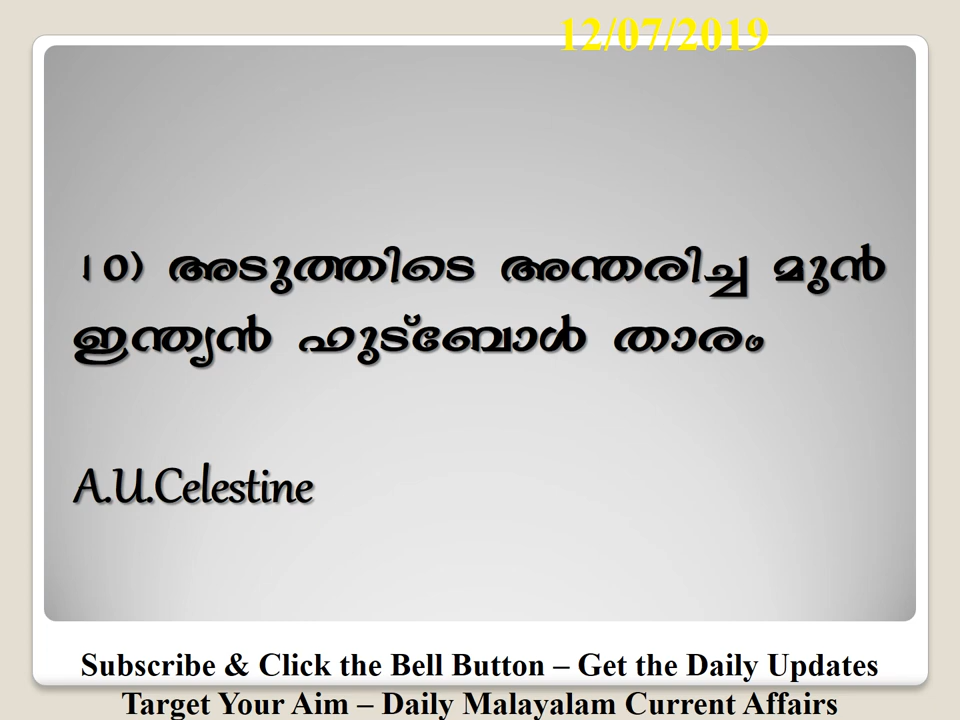 12/07/2019
10) അടുത്തിടെ അന്തരിച്ച മുൻ
ഇന്ത്യൻ ഫുട്ബോൾ താരം
A.U.Celestine
Subscribe & Click the Bell Button – Get the Daily Updates
Target Your Aim – Daily Malayalam Current Affairs